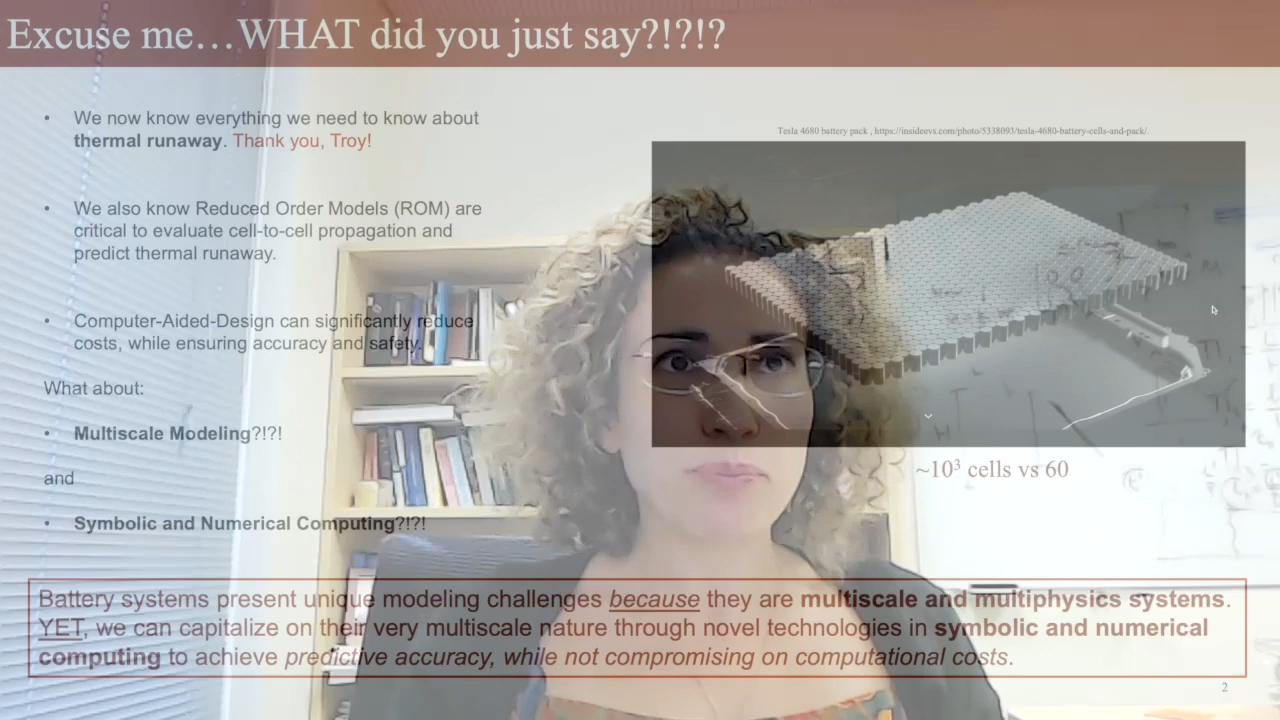 Excuse me…WHAT did you just say?!?!?
• We now know everything we need to know about
thermal runaway. Thank you, Troy!
• We also know Reduced Order Models (ROM) are
critical to evaluate cell-to-cell propagation and
predict thermal runaway.
• Computer-Aided-Design can significantly reduce
costs, while ensuring accuracy and safety.
What about:
• Multiscale Modeling?!?!
and
• Symbolic and Numerical Computing?!?!
Tesla 4680 battery pack , https://insideevs.com/photo/5338093/tesla-4680-battery-cells-and-pack/.
~10³ cells vs 60
Battery systems present unique modeling challenges because they are multiscale and multiphysics systems.
YET, we can capitalize on their very multiscale nature through novel technologies in symbolic and numerical
computing to achieve predictive accuracy, while not compromising on computational costs.
2